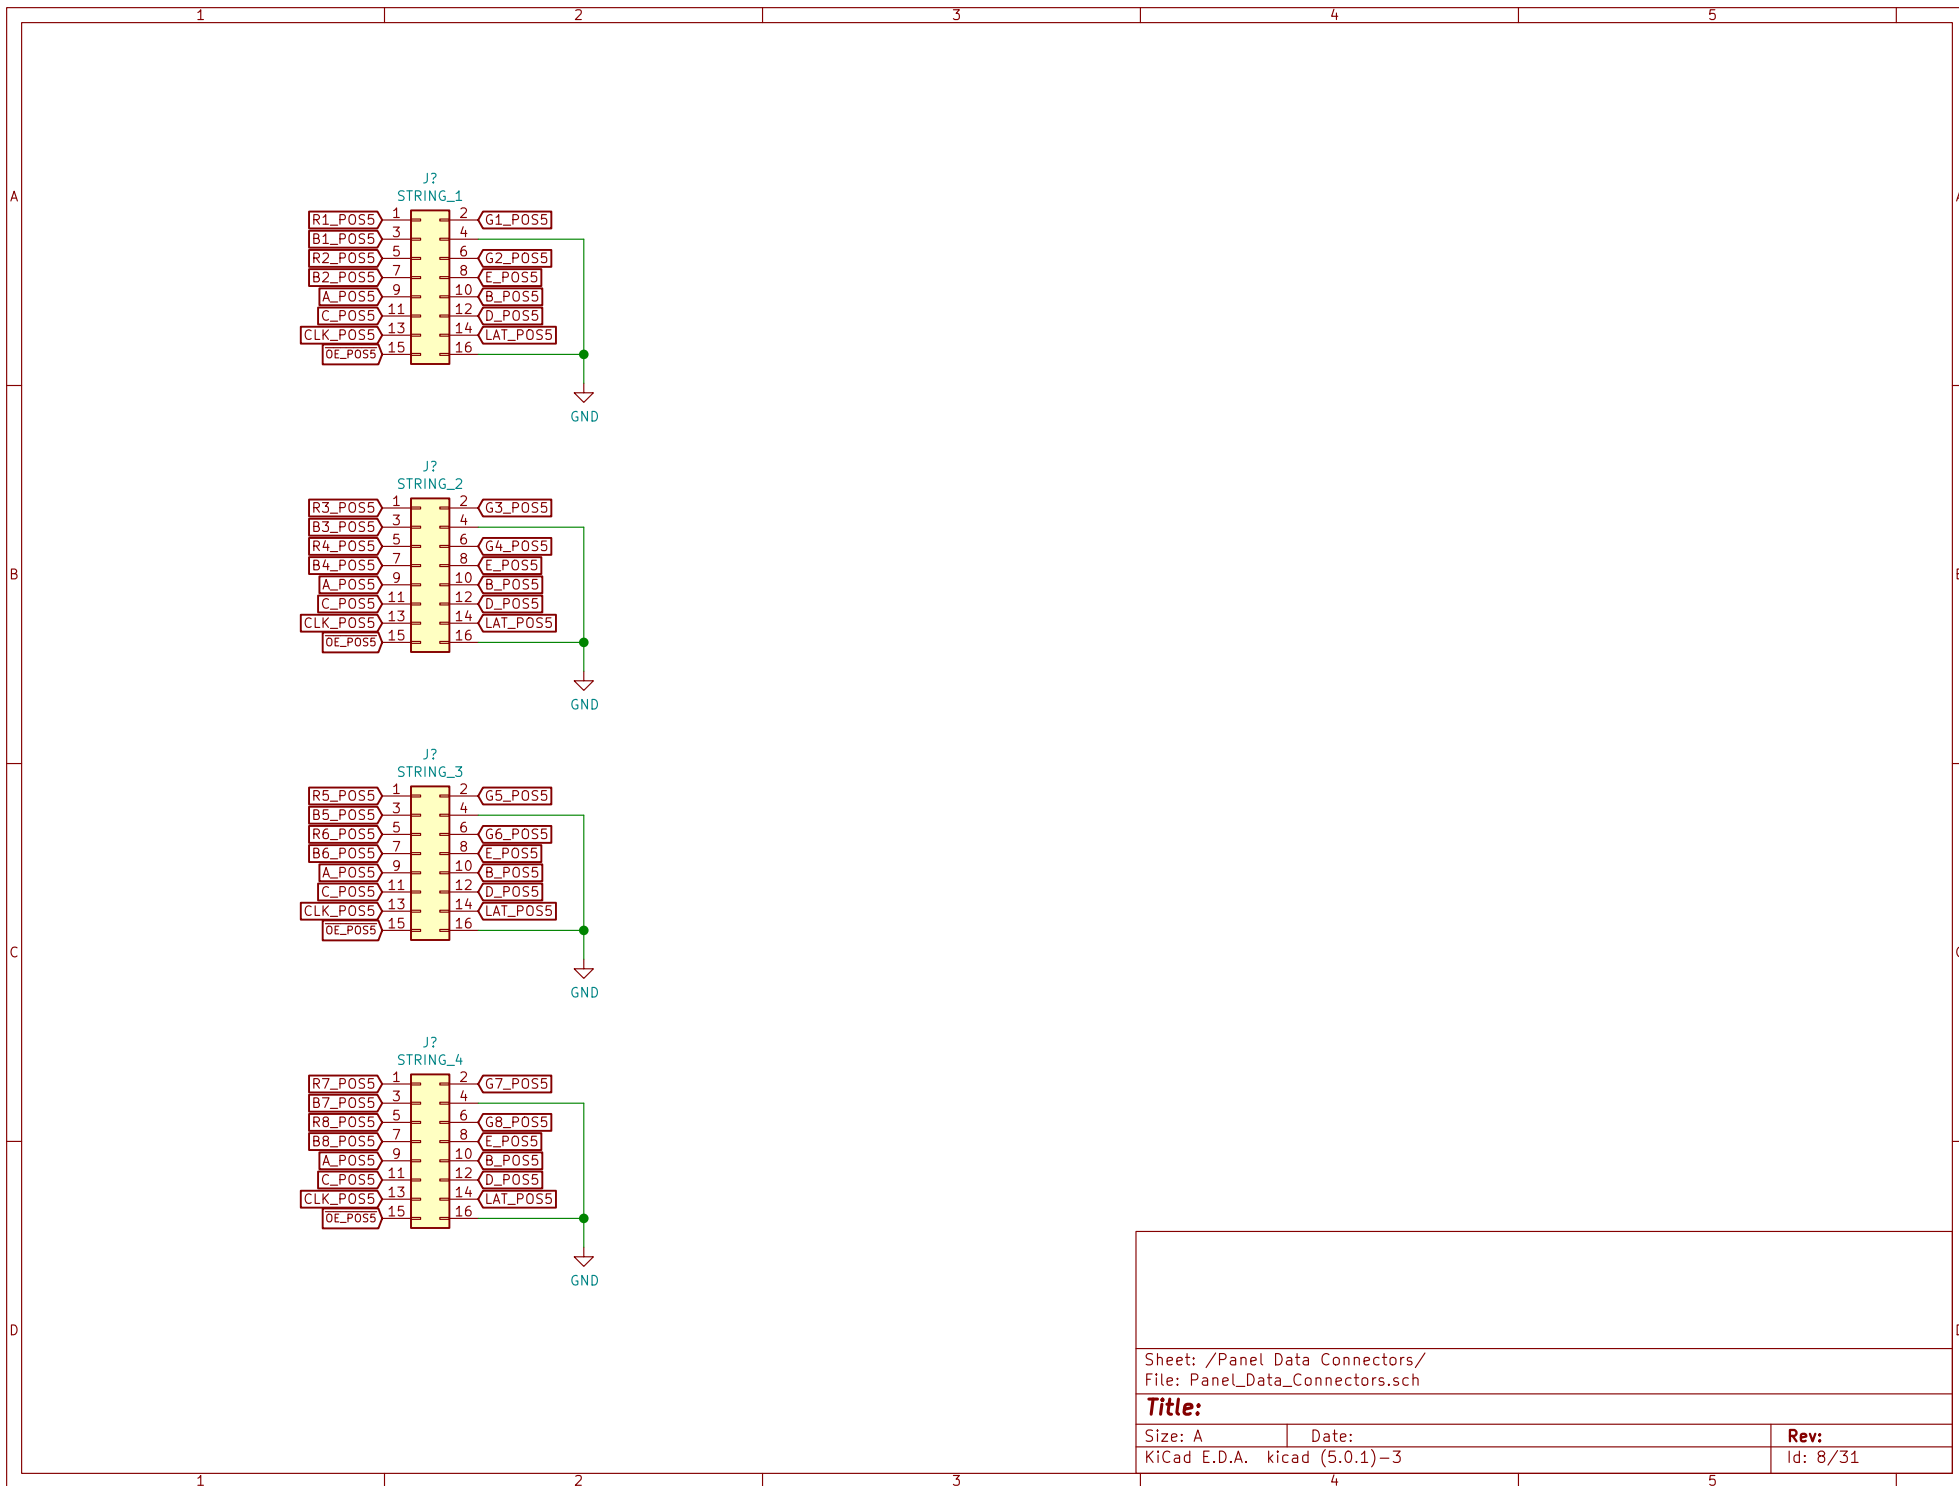 1 2 3 4 5
A
J?
STRING_1
R1_POS5 1 2 G1_POS5
B1_POS5 3 4
R2_POS5 5 6 G2_POS5
B2_POS5 7 8 E_POS5
A_POS5 9 10 B_POS5
C_POS5 11 12 D_POS5
CLK_POS5 13 14 LAT_POS5
OE_POS5 15 16
GND
B
J?
STRING_2
R3_POS5 1 2 G3_POS5
B3_POS5 3 4
R4_POS5 5 6 G4_POS5
B4_POS5 7 8 E_POS5
A_POS5 9 10 B_POS5
C_POS5 11 12 D_POS5
CLK_POS5 13 14 LAT_POS5
OE_POS5 15 16
GND
J?
STRING_3
R5_POS5 1 2 G5_POS5
B5_POS5 3 4
R6_POS5 5 6 G6_POS5
B6_POS5 7 8 E_POS5
A_POS5 9 10 B_POS5
C_POS5 11 12 D_POS5
CLK_POS5 13 14 LAT_POS5
OE_POS5 15 16
C
GND
J?
STRING_4
R7_POS5 1 2 G7_POS5
B7_POS5 3 4
R8_POS5 5 6 G8_POS5
B8_POS5 7 8 E_POS5
A_POS5 9 10 B_POS5
C_POS5 11 12 D_POS5
CLK_POS5 13 14 LAT_POS5
OE_POS5 15 16
GND
D
Sheet: /Panel Data Connectors/
File: Panel_Data_Connectors.sch
Title:
Size: A Date: Rev:
KiCad E.D.A. kicad (5.0.1)-3 Id: 8/31
1 2 3 4 5